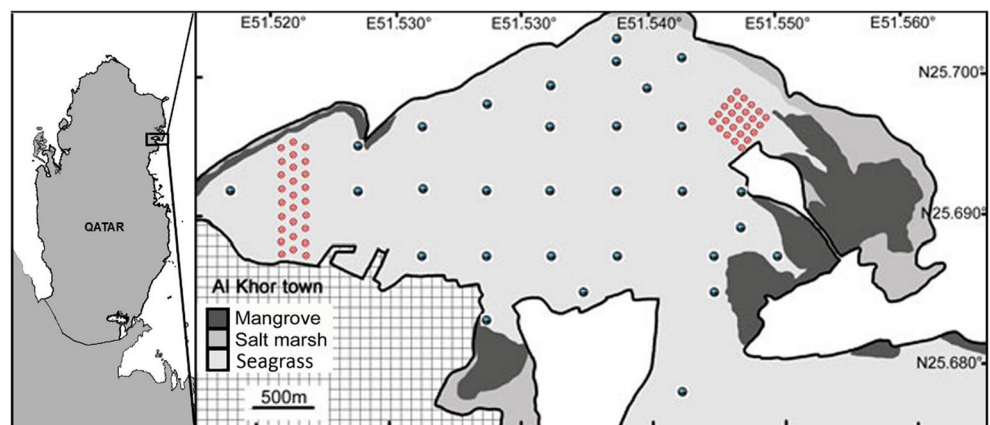 E51.520° E51.530 E51.530° E51.540° E51.550° E51.560°
N25.700°
QATAR
N25.690°
Al Khor town
Mangrove
Salt marsh
Seagrass
N25.680°
500m